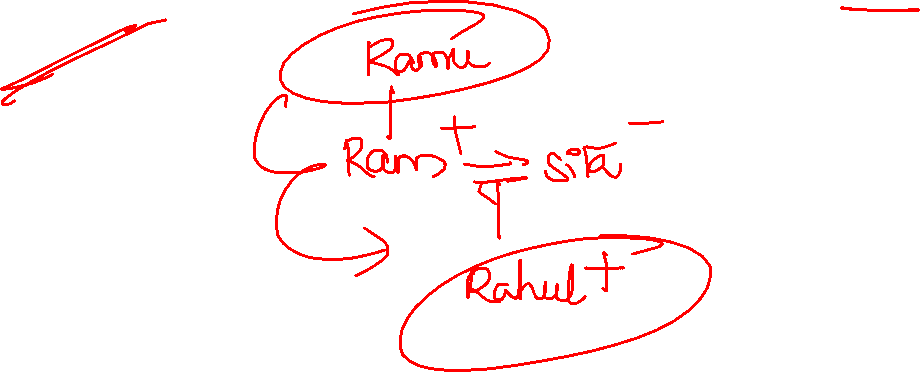 Ramu
Ram + ⇒ sita -
Rahul +